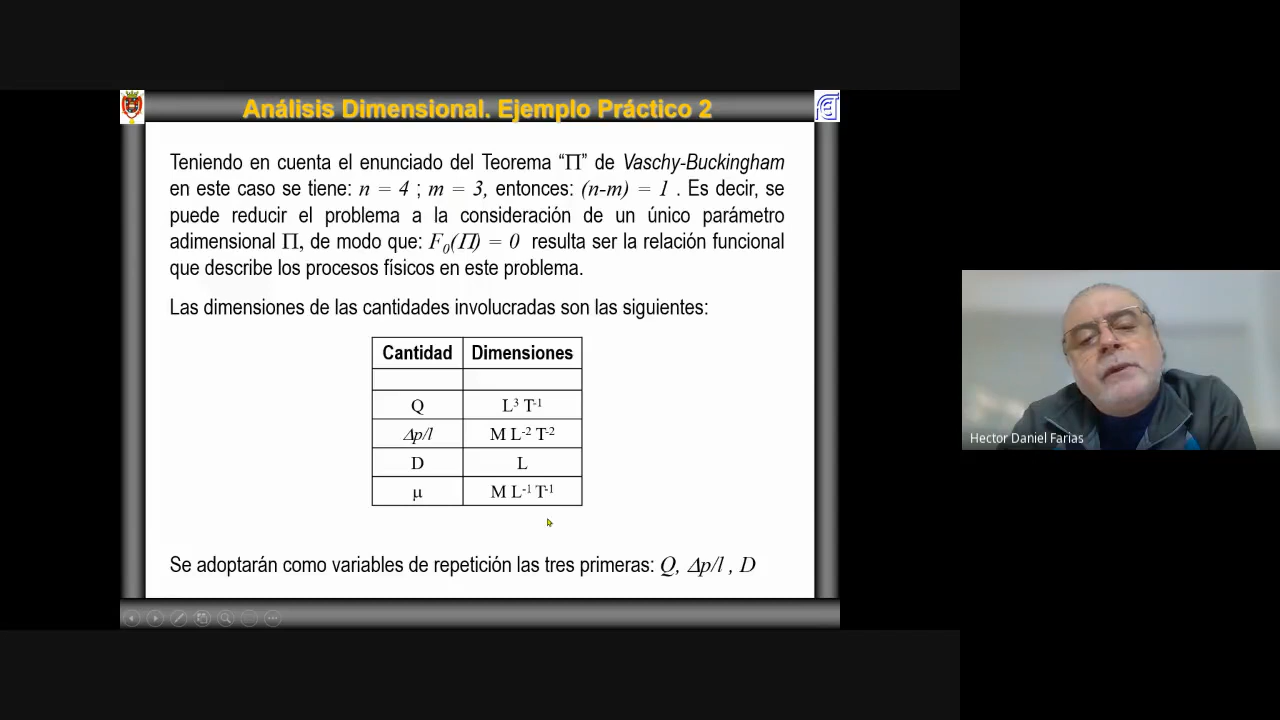 Análisis Dimensional. Ejemplo Práctico 2
Teniendo en cuenta el enunciado del Teorema “Π” de Vaschy-Buckingham
en este caso se tiene: n = 4 ; m = 3, entonces: (n-m) = 1 . Es decir, se
puede reducir el problema a la consideración de un único parámetro
adimensional Π, de modo que: F₀(Π) = 0 resulta ser la relación funcional
que describe los procesos físicos en este problema.
Las dimensiones de las cantidades involucradas son las siguientes:
Cantidad Dimensiones
Q L³ T⁻¹
Δp/l M L⁻² T⁻²
D L
μ M L⁻¹ T⁻¹
Se adoptarán como variables de repetición las tres primeras: Q, Δp/l , D
Hector Daniel Farias